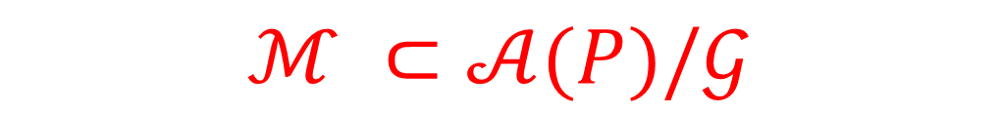 ℳ ⊂ 𝒜(𝑃)/𝒢